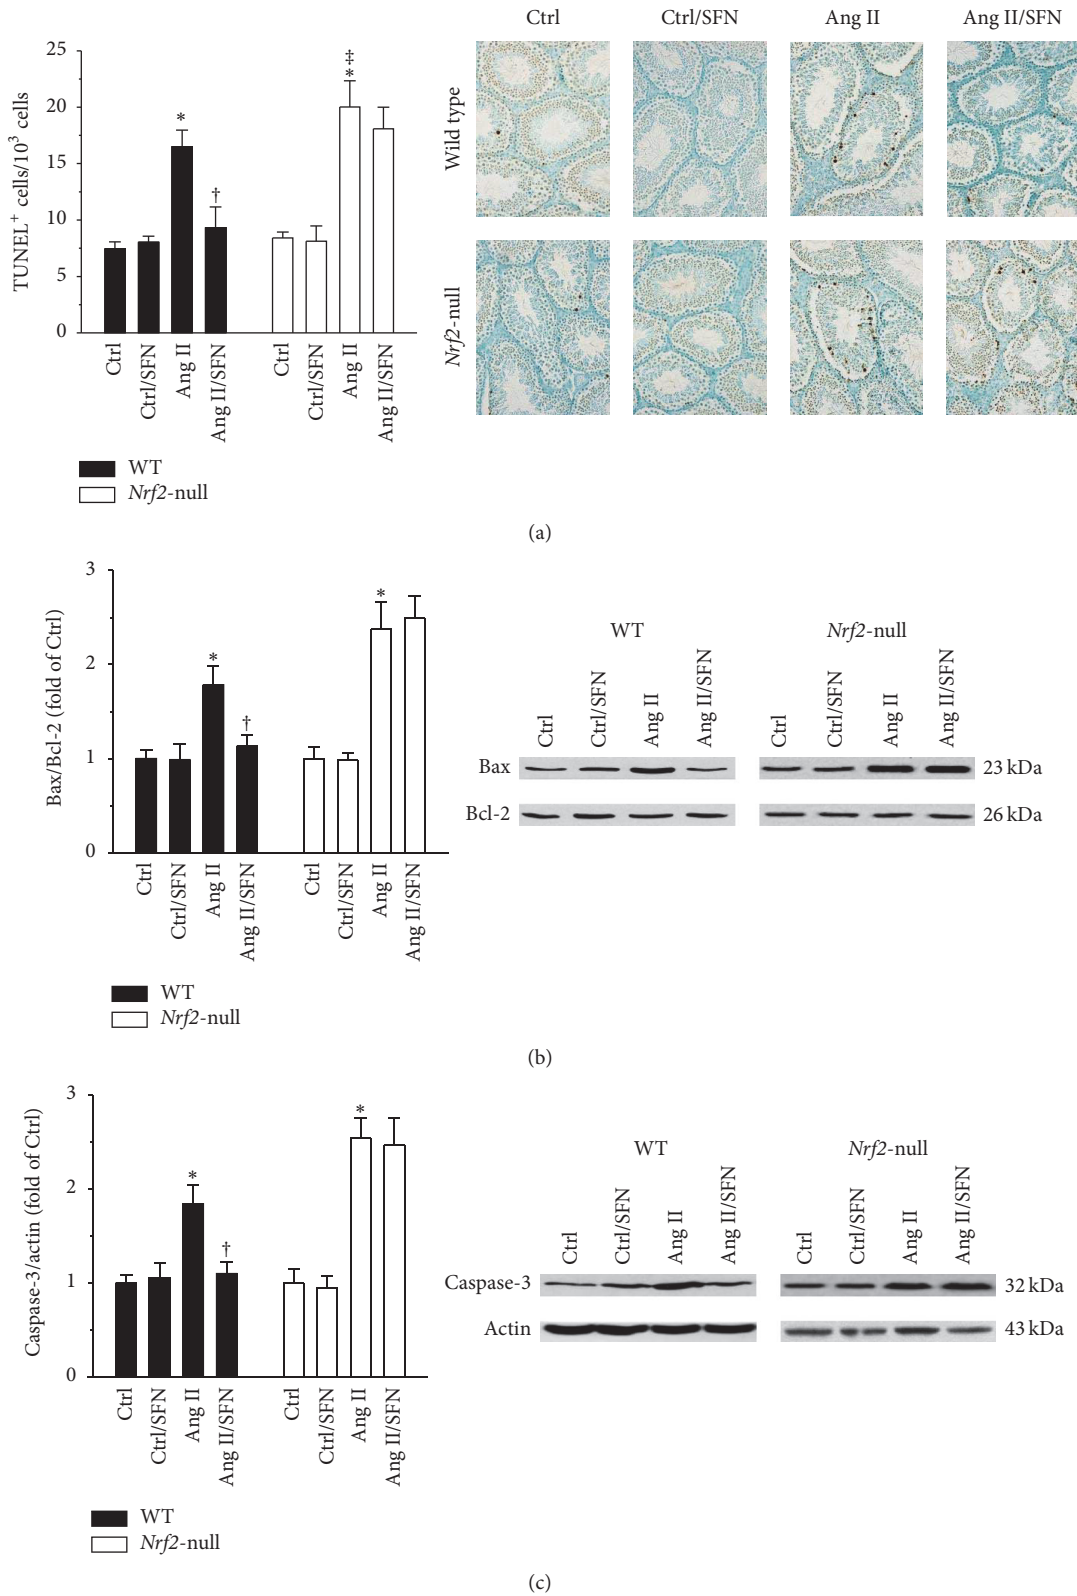 Ctrl Ctrl/SFN Ang II Ang II/SFN
TUNEL⁺ cells/10³ cells
25
20
15
10
5
0
*
†
‡
*
Ctrl
Ctrl/SFN
Ang II
Ang II/SFN
Ctrl
Ctrl/SFN
Ang II
Ang II/SFN
WT
Nrf2-null
Wild type
Nrf2-null
(a)
Bax/Bcl-2 (fold of Ctrl)
3
2
1
0
*
†
*
Ctrl
Ctrl/SFN
Ang II
Ang II/SFN
Ctrl
Ctrl/SFN
Ang II
Ang II/SFN
WT
Nrf2-null
WT Nrf2-null
Ctrl
Ctrl/SFN
Ang II
Ang II/SFN
Ctrl
Ctrl/SFN
Ang II
Ang II/SFN
Bax 23 kDa
Bcl-2 26 kDa
(b)
Caspase-3/actin (fold of Ctrl)
3
2
1
0
*
†
*
Ctrl
Ctrl/SFN
Ang II
Ang II/SFN
Ctrl
Ctrl/SFN
Ang II
Ang II/SFN
WT
Nrf2-null
WT Nrf2-null
Ctrl
Ctrl/SFN
Ang II
Ang II/SFN
Ctrl
Ctrl/SFN
Ang II
Ang II/SFN
Caspase-3 32 kDa
Actin 43 kDa
(c)